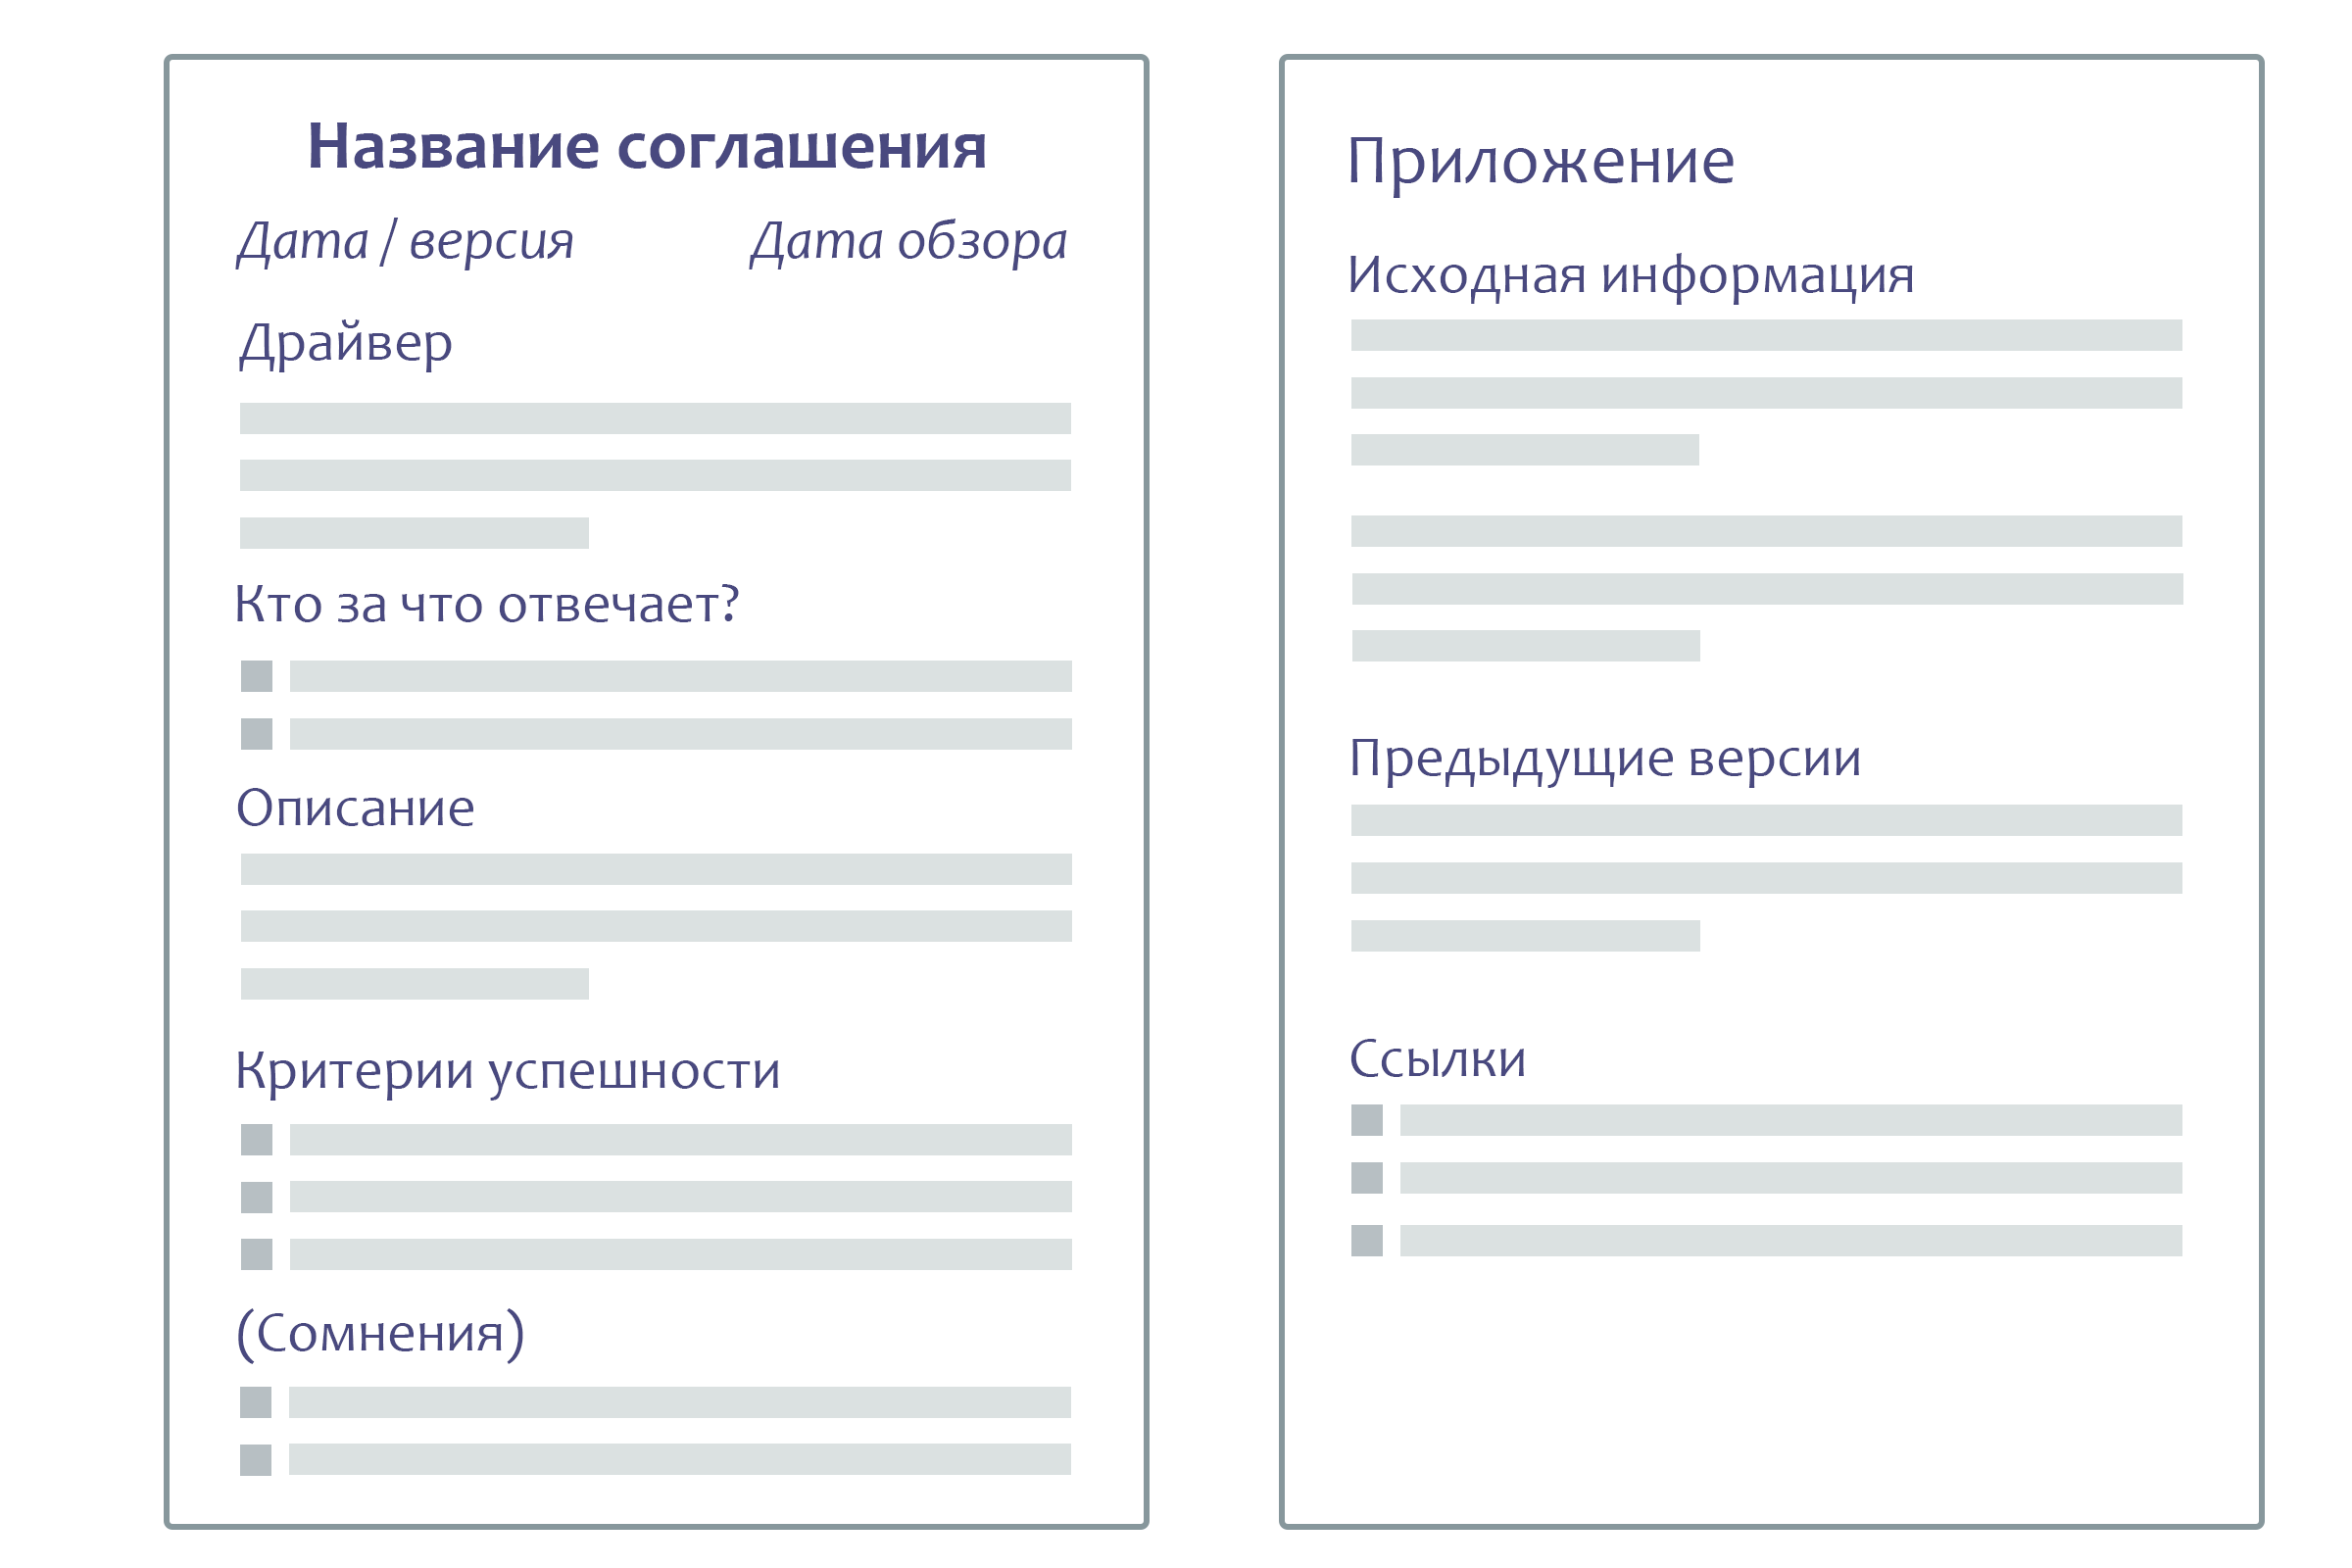 Название соглашения
Дата / версия Дата обзора
Драйвер
Кто за что отвечает?
Описание
Критерии успешности
(Сомнения)
Приложение
Исходная информация
Предыдущие версии
Ссылки